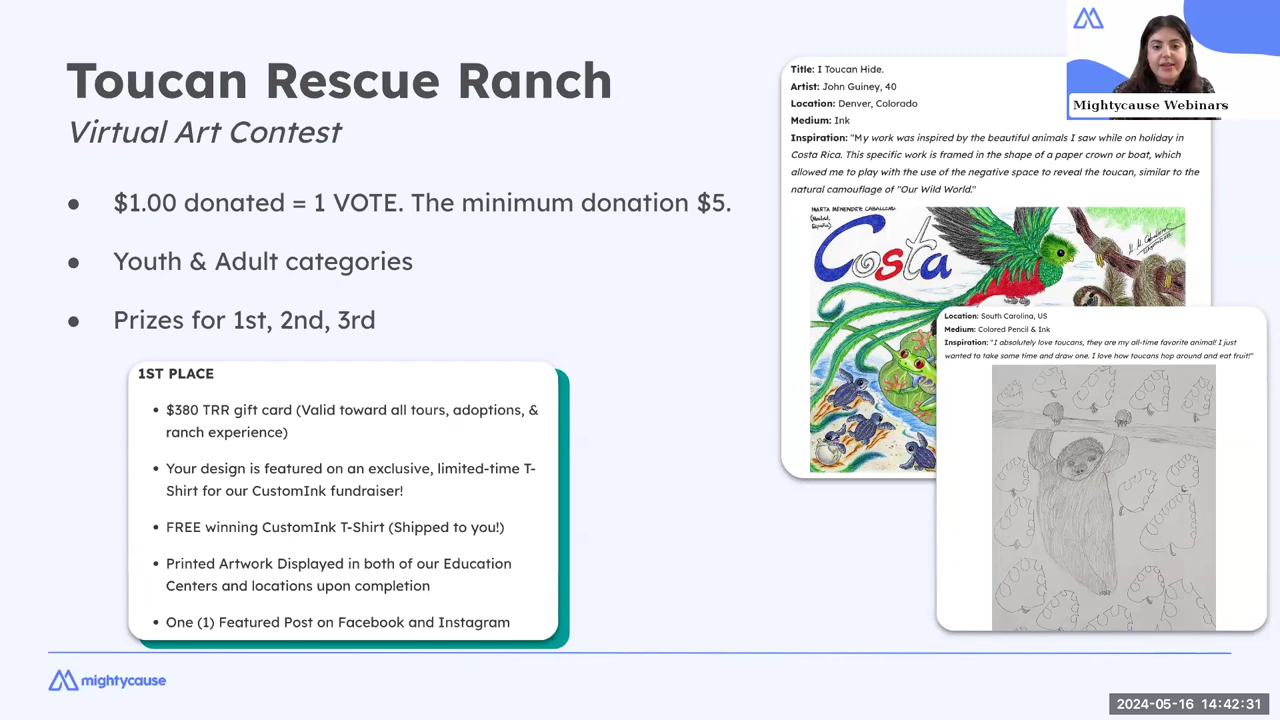 Toucan Rescue Ranch
Virtual Art Contest
● $1.00 donated = 1 VOTE. The minimum donation $5.
● Youth & Adult categories
● Prizes for 1st, 2nd, 3rd
1ST PLACE
• $380 TRR gift card (Valid toward all tours, adoptions, &
ranch experience)
• Your design is featured on an exclusive, limited-time T-
Shirt for our CustomInk fundraiser!
• FREE winning CustomInk T-Shirt (Shipped to you!)
• Printed Artwork Displayed in both of our Education
Centers and locations upon completion
• One (1) Featured Post on Facebook and Instagram
Title: I Toucan Hide.
Artist: John Guiney, 40
Location: Denver, Colorado
Medium: Ink
Inspiration: "My work was inspired by the beautiful animals I saw while on holiday in
Costa Rica. This specific work is framed in the shape of a paper crown or boat, which
allowed me to play with the use of the negative space to reveal the toucan, similar to the
natural camouflage of "Our Wild World."
MARTA MENÉNDEZ
Costa
Location: South Carolina, US
Medium: Colored Pencil & Ink
Inspiration: "I absolutely love toucans, they are my all-time favorite animal! I just
wanted to take some time and draw one. I love how toucans hop around and eat fruit!"
Mightycause Webinars
mightycause
2024-05-16 14:42:31